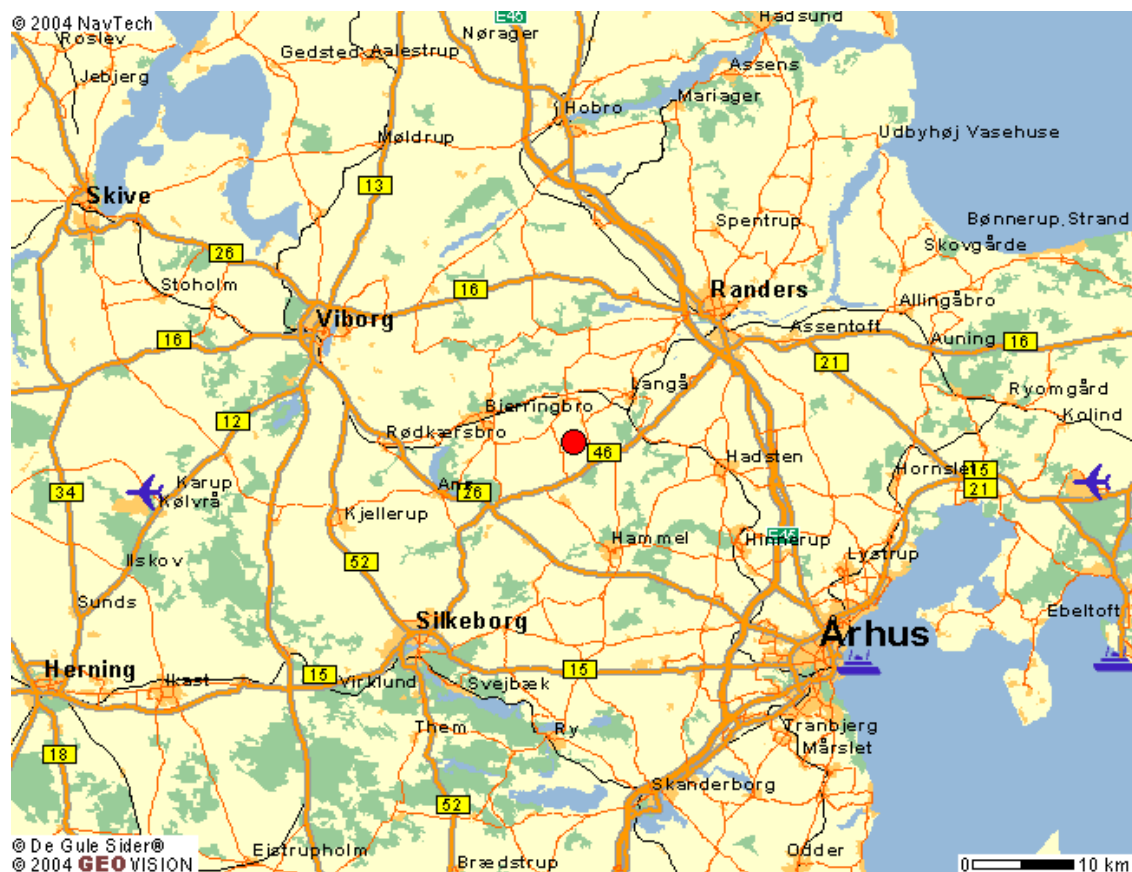 © 2004 NavTech
E45
Hadsund
Roslev
Nørager
Gedsted
Aalestrup
Jebjerg
Assens
Mariager
Hobro
Møldrup
Udbyhøj Vasehuse
13
Skive
Spentrup
Bønnerup, Strand
Skovgårde
26
Stoholm
16
Randers
Allingåbro
Viborg
Assentoft
Auning
16
16
21
Langå
Ryomgård
Bjerringbro
Kolind
12
Rødkærsbro
46
Hadsten
Hornslet
15
Karup
34
Ans
26
21
Kølvrå
Kjellerup
Hammel
E45
Hinnerup
Lystrup
Ilskov
52
Sunds
Ebeltoft
Silkeborg
Århus
Herning
15
15
Ikast
Virklund
Svejbæk
Them
Ry
Tranbjerg
Mårslet
18
Skanderborg
52
© De Gule Sider®
© 2004 GEOVISION
Ejstrupholm
Brædstrup
Odder
0 10 km